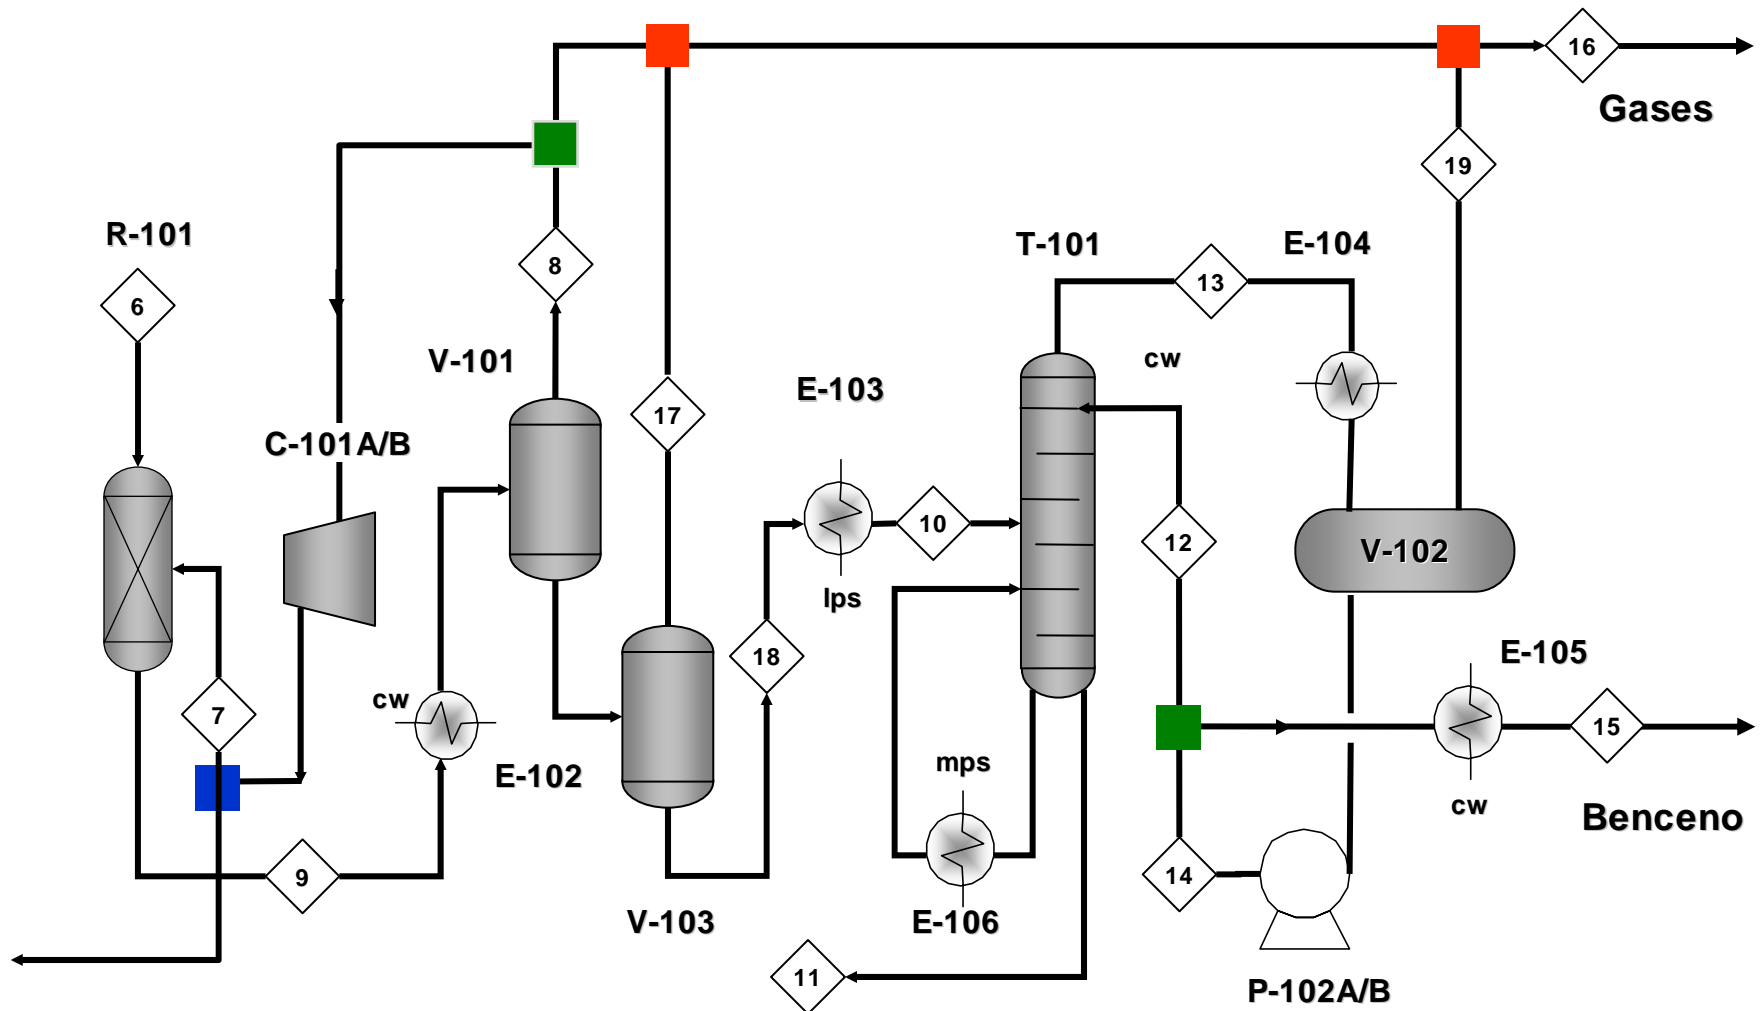 16
Gases
19
R-101
T-101
E-104
8
13
6
V-101
cw
E-103
17
C-101A/B
10
12
V-102
lps
18
E-105
cw
7
15
mps
E-102
cw
Benceno
9
14
V-103
E-106
11
P-102A/B